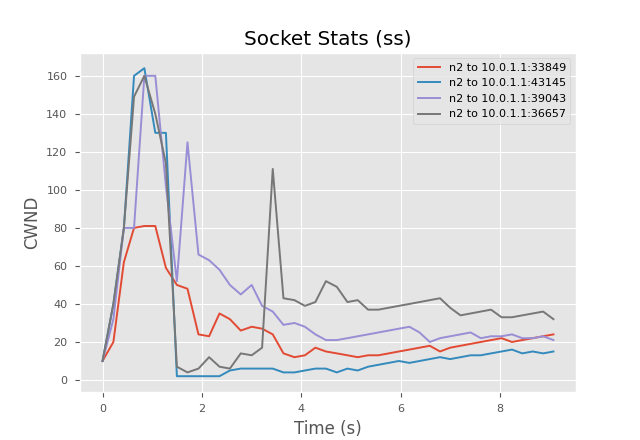 Socket Stats (ss)
n2 to 10.0.1.1:33849
n2 to 10.0.1.1:43145
n2 to 10.0.1.1:39043
n2 to 10.0.1.1:36657
CWND
160
140
120
100
80
60
40
20
0
0 2 4 6 8
Time (s)